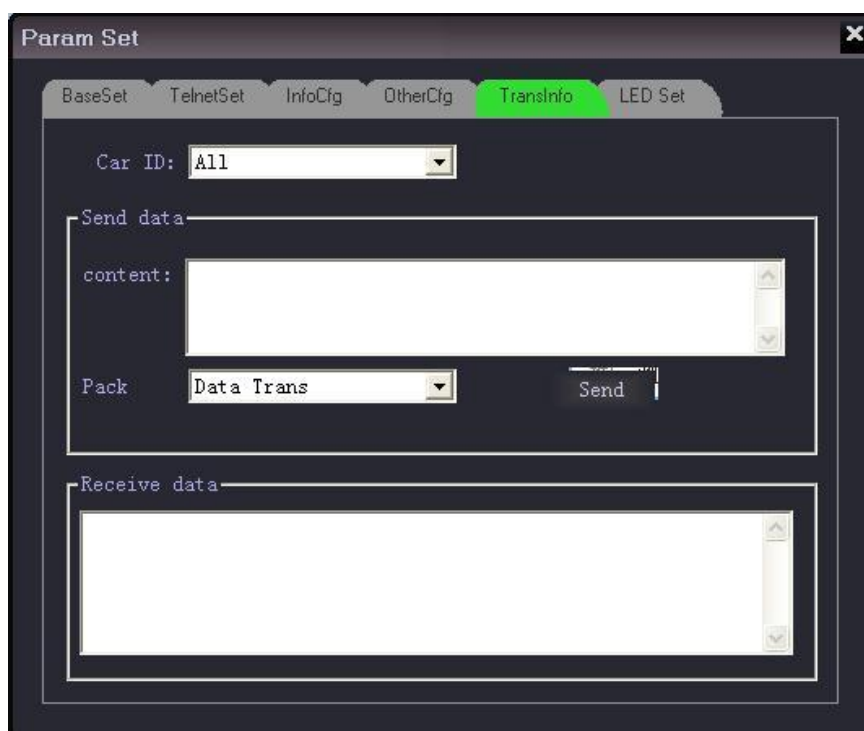 Param Set
BaseSet TelnetSet InfoCfg OtherCfg TransInfo LED Set
Car ID: All
Send data
content:
Pack Data Trans Send
Receive data